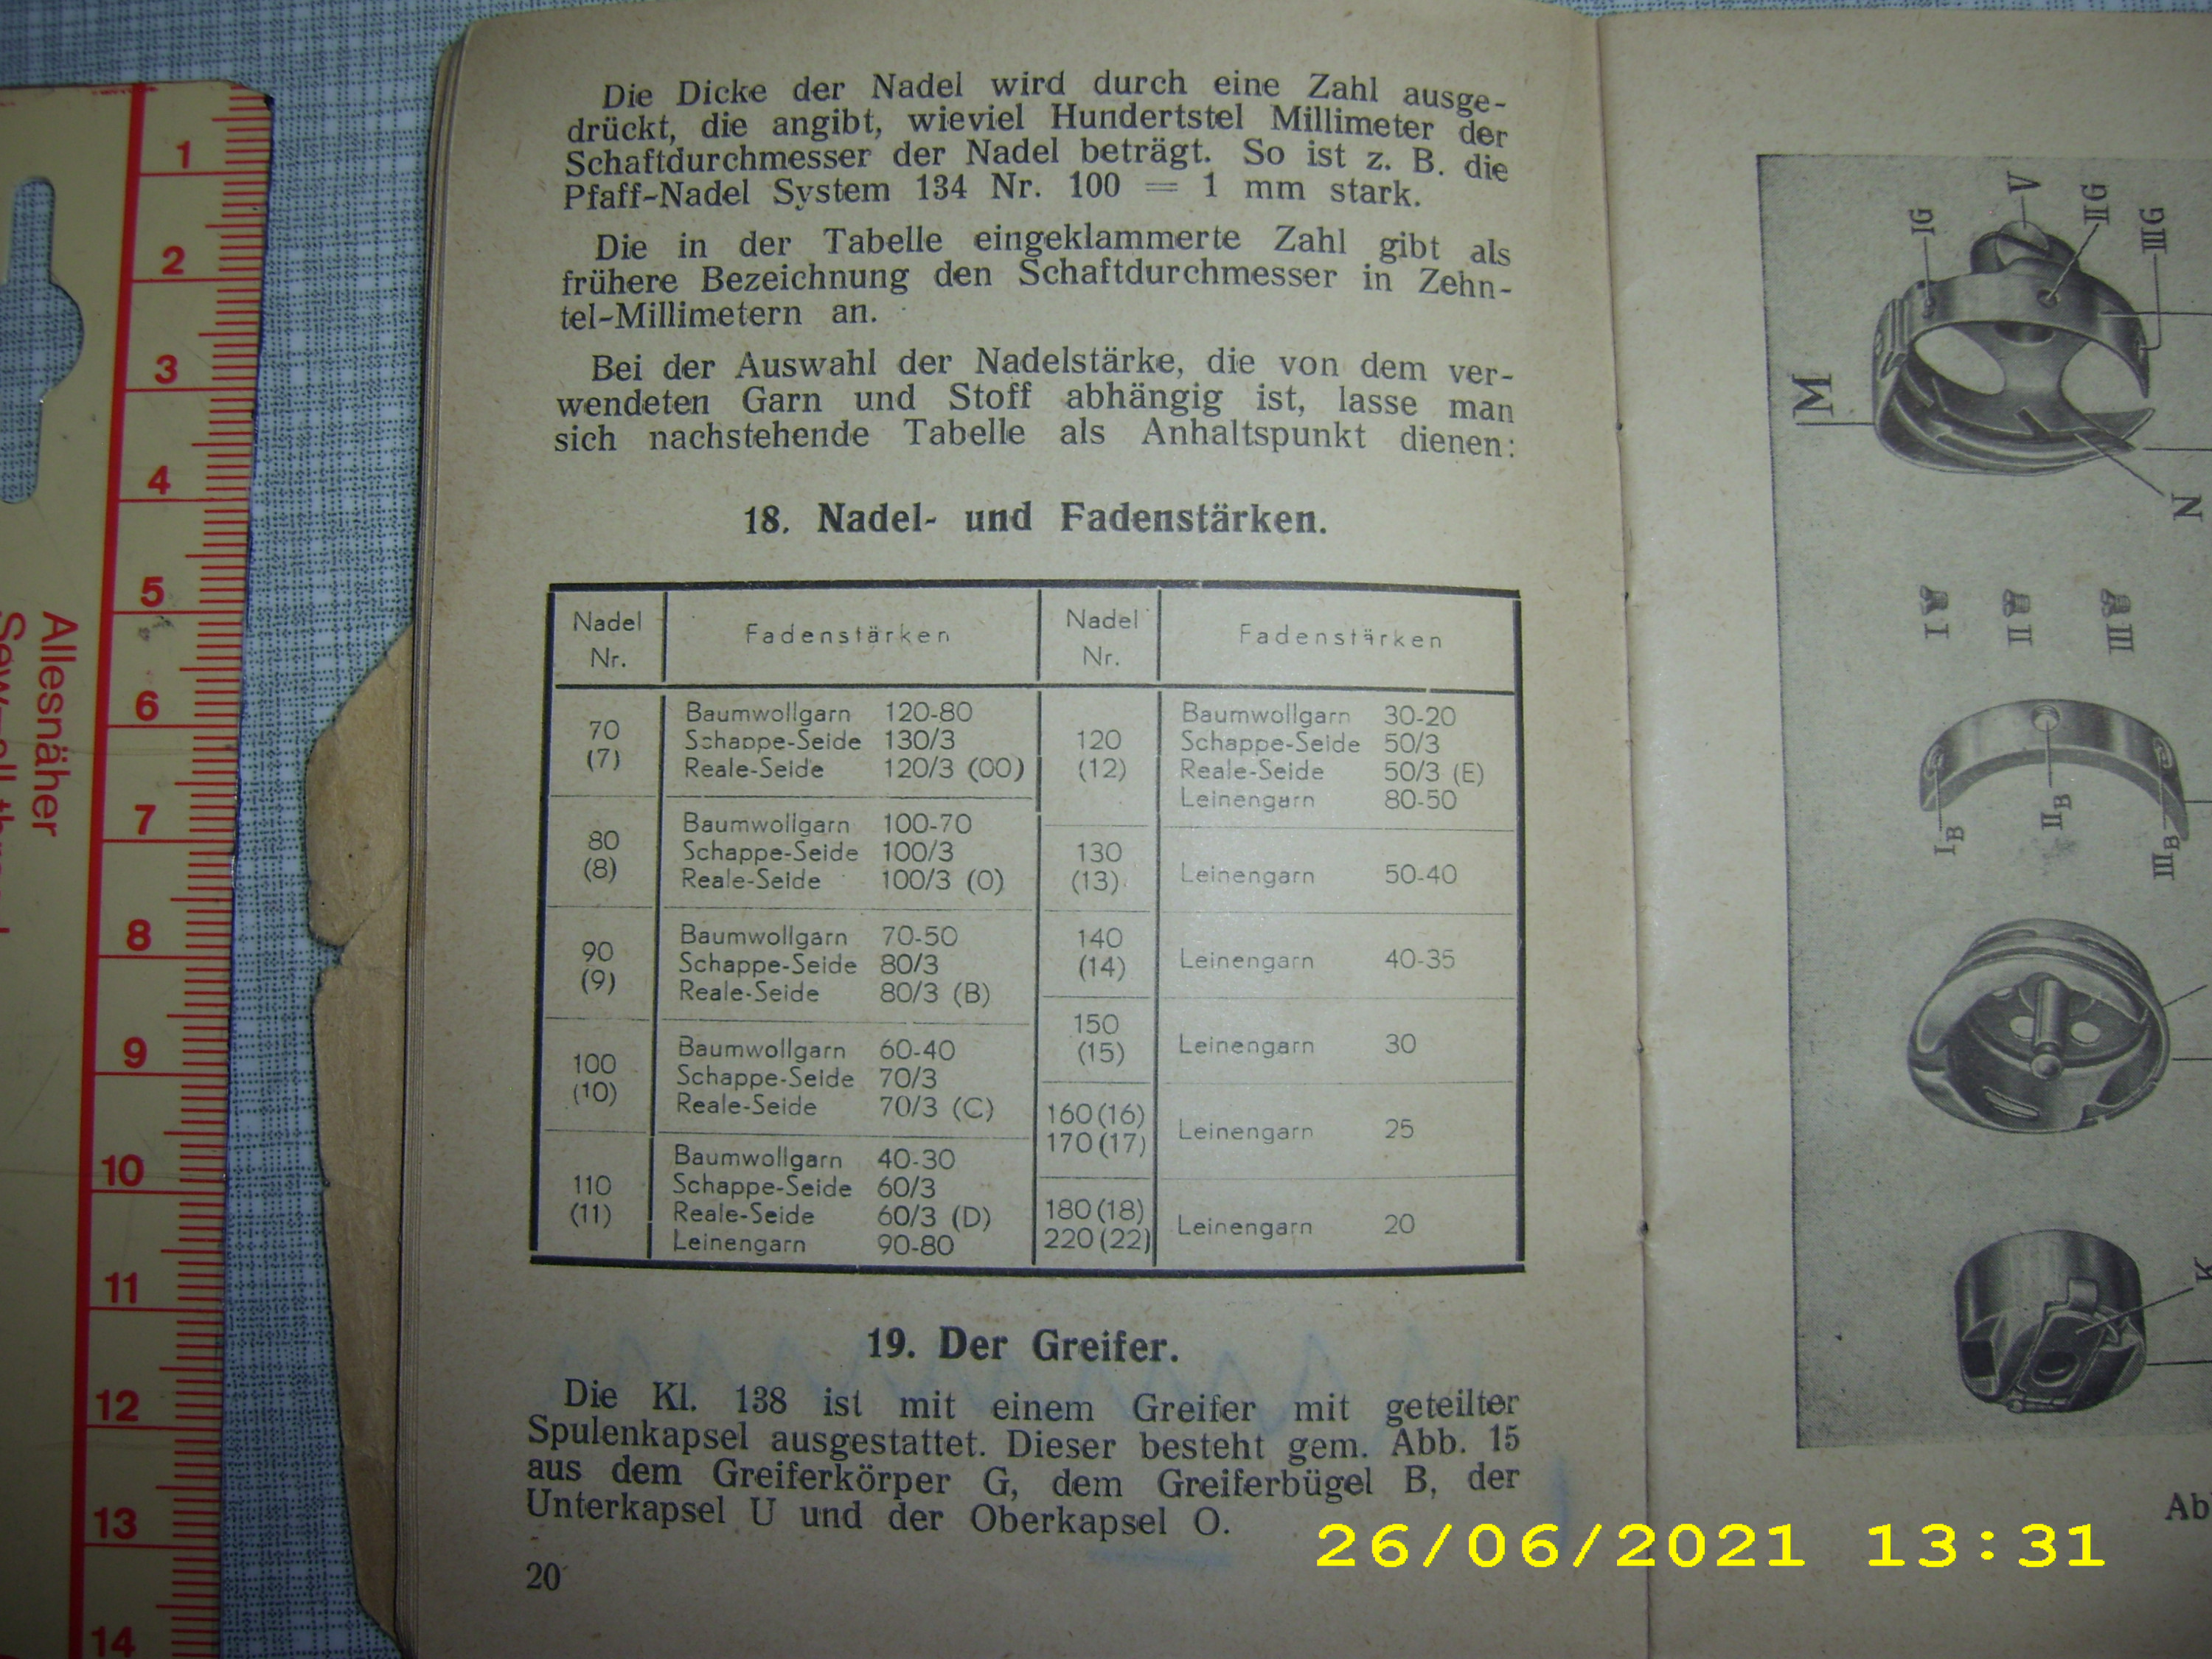 Die Dicke der Nadel wird durch eine Zahl ausge-
drückt, die angibt, wieviel Hundertstel Millimeter der
Schaftdurchmesser der Nadel beträgt. So ist z. B. die
Pfaff-Nadel System 134 Nr. 100 = 1 mm stark.
Die in der Tabelle eingeklammerte Zahl gibt als
frühere Bezeichnung den Schaftdurchmesser in Zehn-
tel-Millimetern an.
Bei der Auswahl der Nadelstärke, die von dem ver-
wendeten Garn und Stoff abhängig ist, lasse man
sich nachstehende Tabelle als Anhaltspunkt dienen:
18. Nadel- und Fadenstärken.
Nadel Nr. Fadenstärken
70 (7)
Baumwollgarn 120-80
Schappe-Seide 130/3
Reale-Seide 120/3 (00)
80 (8)
Baumwollgarn 100-70
Schappe-Seide 100/3
Reale-Seide 100/3 (0)
90 (9)
Baumwollgarn 70-50
Schappe-Seide 80/3
Reale-Seide 80/3 (B)
100 (10)
Baumwollgarn 60-40
Schappe-Seide 70/3
Reale-Seide 70/3 (C)
110 (11)
Baumwollgarn 40-30
Schappe-Seide 60/3
Reale-Seide 60/3 (D)
Leinengarn 90-80
Nadel Nr. Fadenstärken
120 (12)
Baumwollgarn 30-20
Schappe-Seide 50/3
Reale-Seide 50/3 (E)
Leinengarn 80-50
130 (13) Leinengarn 50-40
140 (14) Leinengarn 40-35
150 (15) Leinengarn 30
160 (16)
170 (17) Leinengarn 25
180 (18)
220 (22) Leinengarn 20
19. Der Greifer.
Die Kl. 138 ist mit einem Greifer mit geteilter
Spulenkapsel ausgestattet. Dieser besteht gem. Abb. 15
aus dem Greiferkörper G, dem Greiferbügel B, der
Unterkapsel U und der Oberkapsel O.
20
IG
V
IIG
IIIG
M
N
I
II
III
IB
IIB
IIIB
K
Ab
1
2
3
4
5
6
7
8
9
10
11
12
13
14
Allesnäher
26/06/2021 13:31